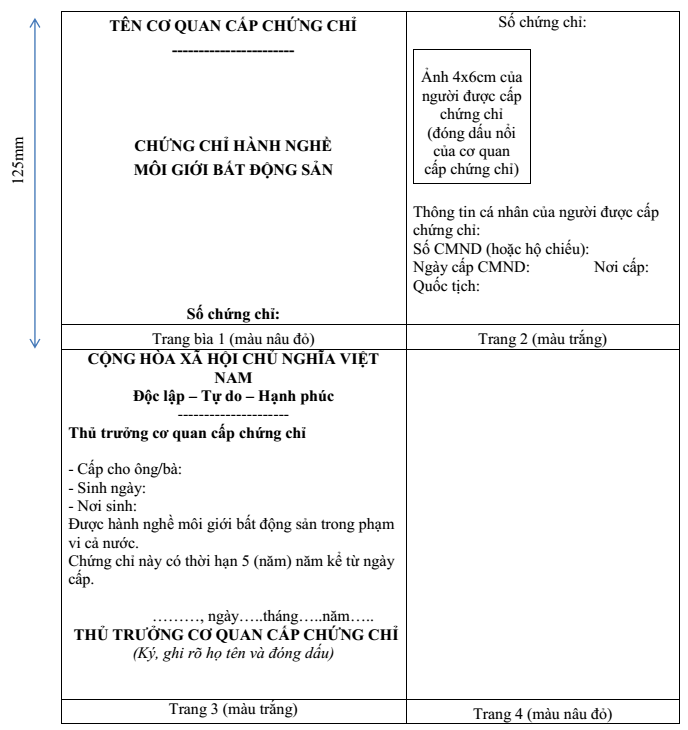 125mm
TÊN CƠ QUAN CẤP CHỨNG CHỈ
-----------------------
CHỨNG CHỈ HÀNH NGHỀ
MÔI GIỚI BẤT ĐỘNG SẢN
Số chứng chỉ:
Trang bìa 1 (màu nâu đỏ)
Số chứng chỉ:
Ảnh 4x6cm của
người được cấp
chứng chỉ
(đóng dấu nổi
của cơ quan
cấp chứng chỉ)
Thông tin cá nhân của người được cấp
chứng chỉ:
Số CMND (hoặc hộ chiếu):
Ngày cấp CMND: Nơi cấp:
Quốc tịch:
Trang 2 (màu trắng)
CỘNG HÒA XÃ HỘI CHỦ NGHĨA VIỆT
NAM
Độc lập – Tự do – Hạnh phúc
---------------------
Thủ trưởng cơ quan cấp chứng chỉ
- Cấp cho ông/bà:
- Sinh ngày:
- Nơi sinh:
Được hành nghề môi giới bất động sản trong phạm
vi cả nước.
Chứng chỉ này có thời hạn 5 (năm) năm kể từ ngày
cấp.
………, ngày…..tháng…..năm…..
THỦ TRƯỞNG CƠ QUAN CẤP CHỨNG CHỈ
(Ký, ghi rõ họ tên và đóng dấu)
Trang 3 (màu trắng)
Trang 4 (màu nâu đỏ)